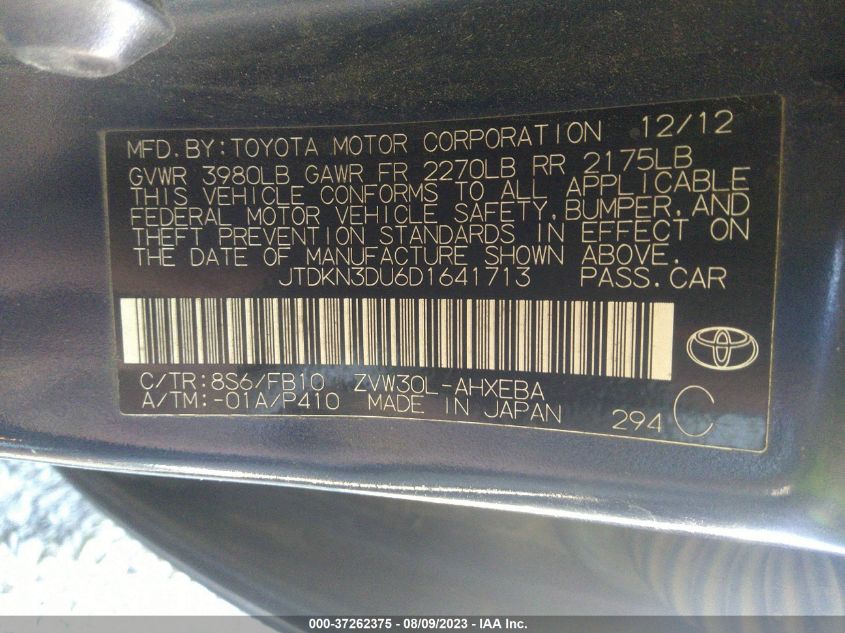 MFD.BY:TOYOTA MOTOR CORPORATION 12/12
GVWR 3980LB GAWR FR 2270LB RR 2175LB
THIS VEHICLE CONFORMS TO ALL APPLICABLE
FEDERAL MOTOR VEHICLE SAFETY,BUMPER,AND
THEFT PREVENTION STANDARDS IN EFFECT ON
THE DATE OF MANUFACTURE SHOWN ABOVE.
JTDKN3DU6D1641713 PASS.CAR
C/TR:8S6/FB10 ZVW30L-AHXEBA
A/TM:-01A/P410 MADE IN JAPAN 294 C
000-37262375 - 08/09/2023 - IAA Inc.